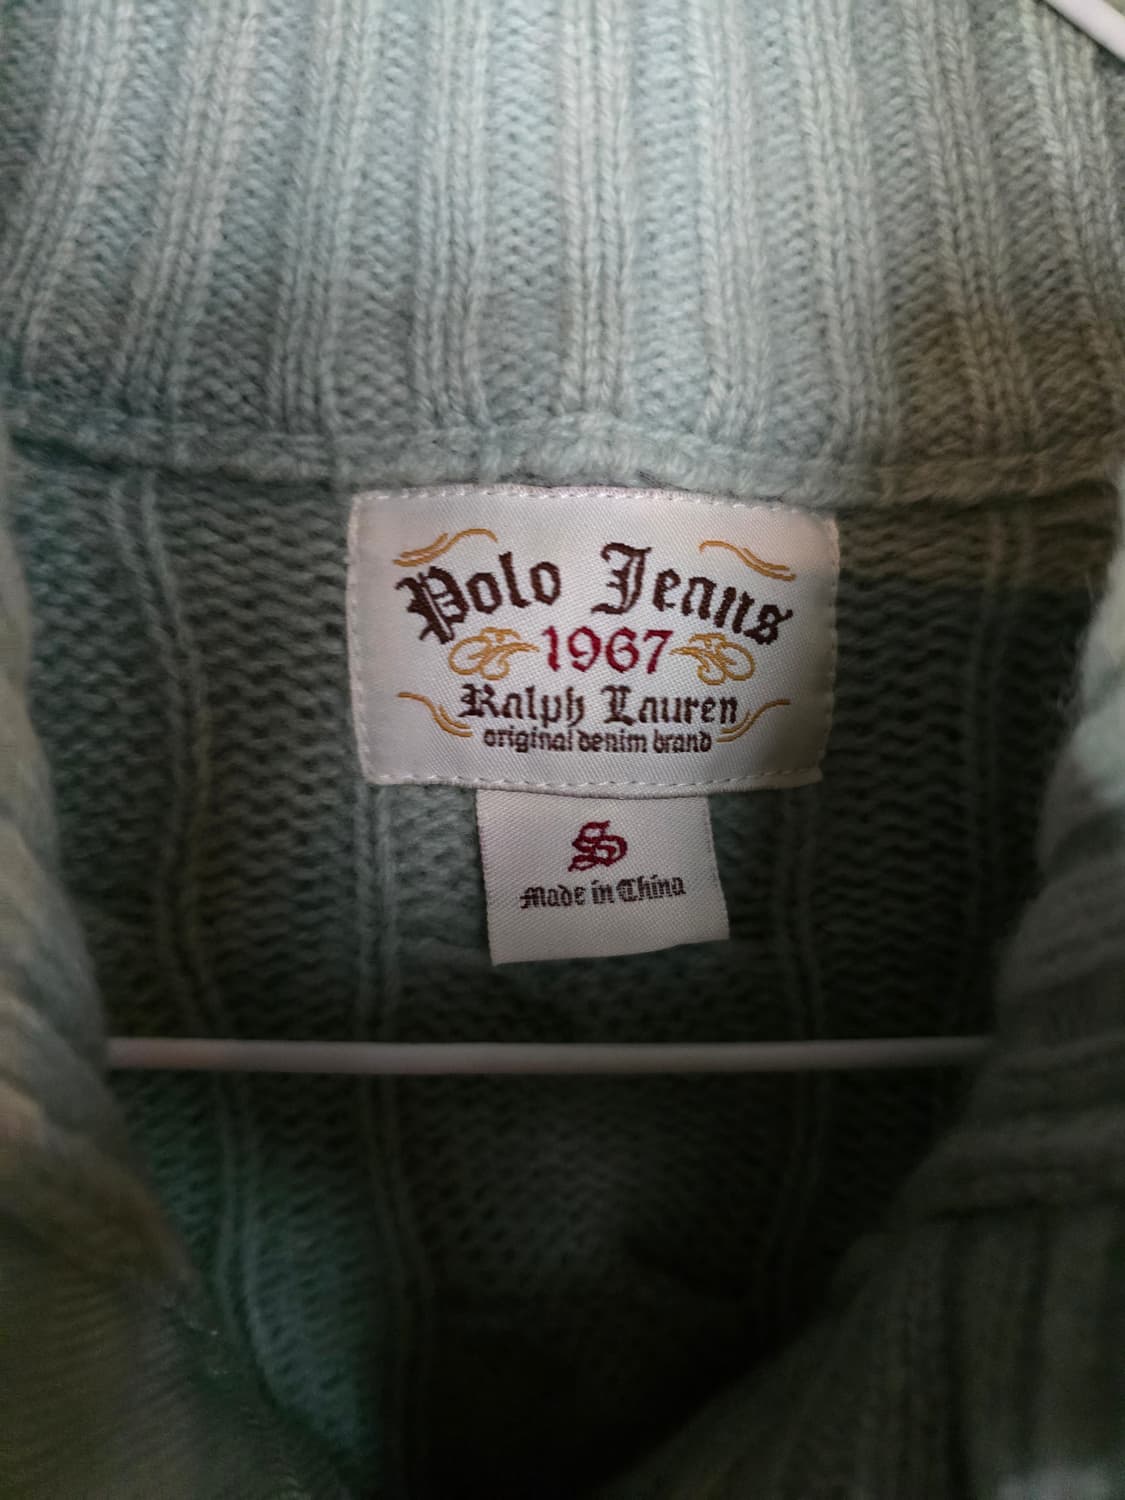 Polo Jeans
1967
Ralph Lauren
original denim brand
S
Made in China